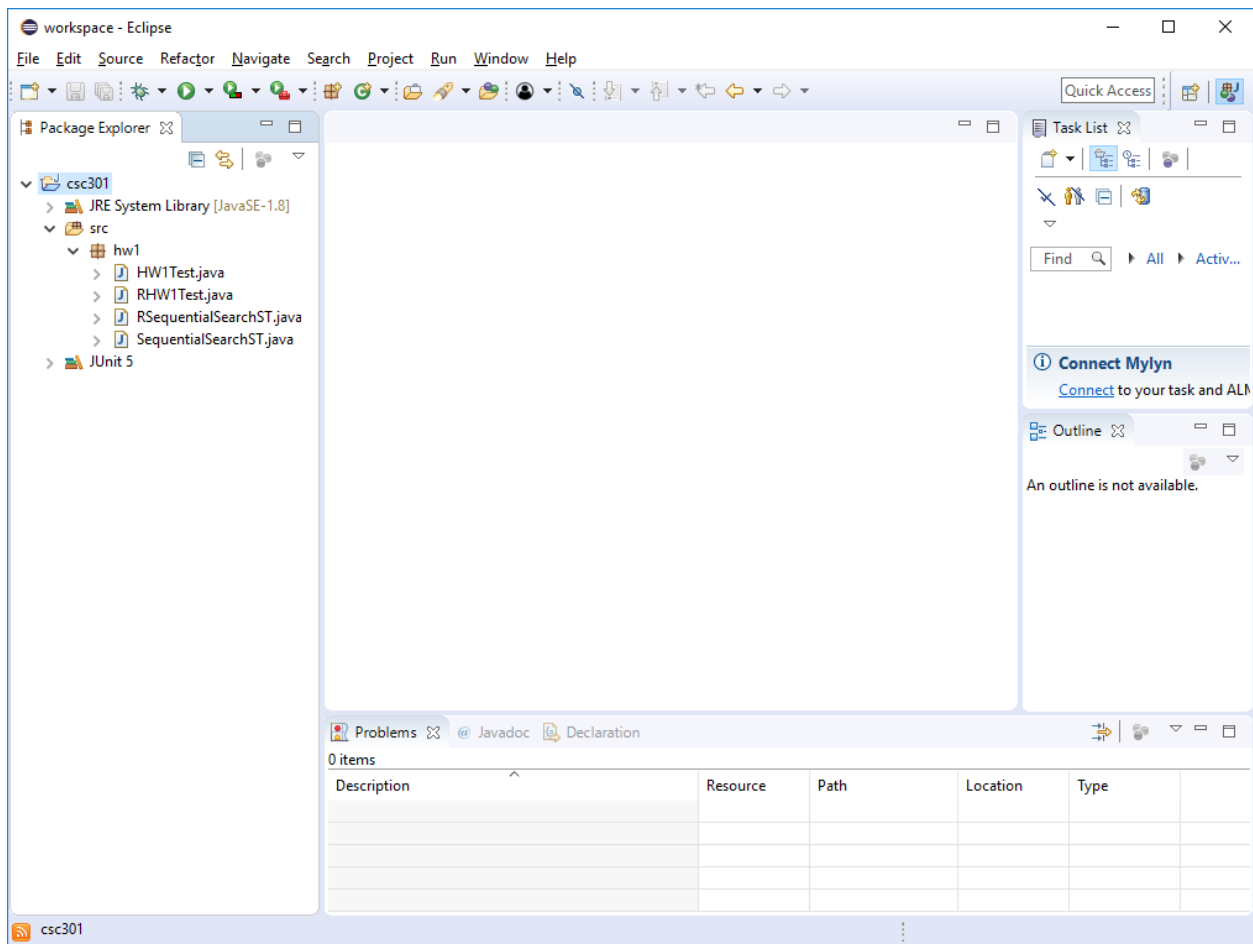 workspace - Eclipse
File Edit Source Refactor Navigate Search Project Run Window Help
Quick Access
Package Explorer
csc301
JRE System Library [JavaSE-1.8]
src
hw1
HW1Test.java
RHW1Test.java
RSequentialSearchST.java
SequentialSearchST.java
JUnit 5
Task List
Find All Activ...
Connect Mylyn
Connect to your task and ALM
Outline
An outline is not available.
Problems @ Javadoc Declaration
0 items
Description Resource Path Location Type
csc301